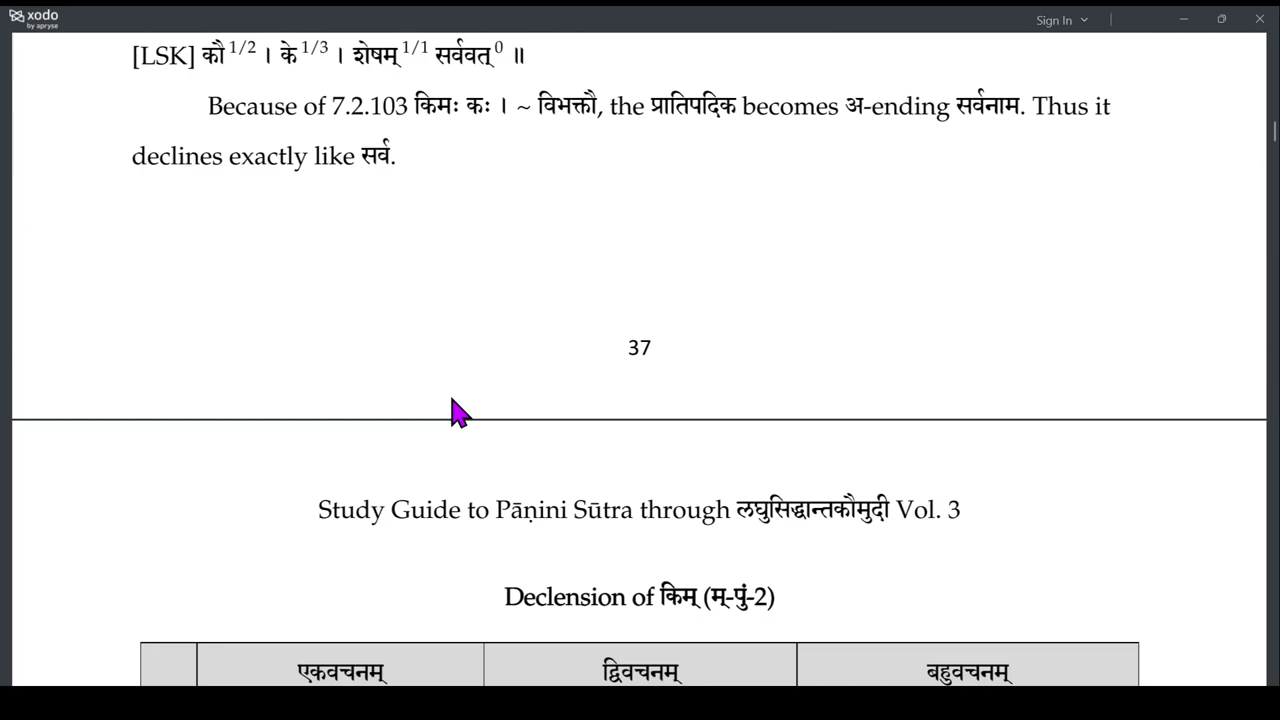 xodo
by apryse
Sign In
[LSK] कौ 1/2 । के 1/3 । शेषम् 1/1 सर्ववत् 0 ॥
Because of 7.2.103 किमः कः । ~ विभक्तौ, the प्रातिपदिक becomes अ-ending सर्वनाम. Thus it
declines exactly like सर्व.
37
Study Guide to Pāṇini Sūtra through लघुसिद्धान्तकौमुदी Vol. 3
Declension of किम् (म्-पुं-2)
एकवचनम् द्विवचनम् बहुवचनम्